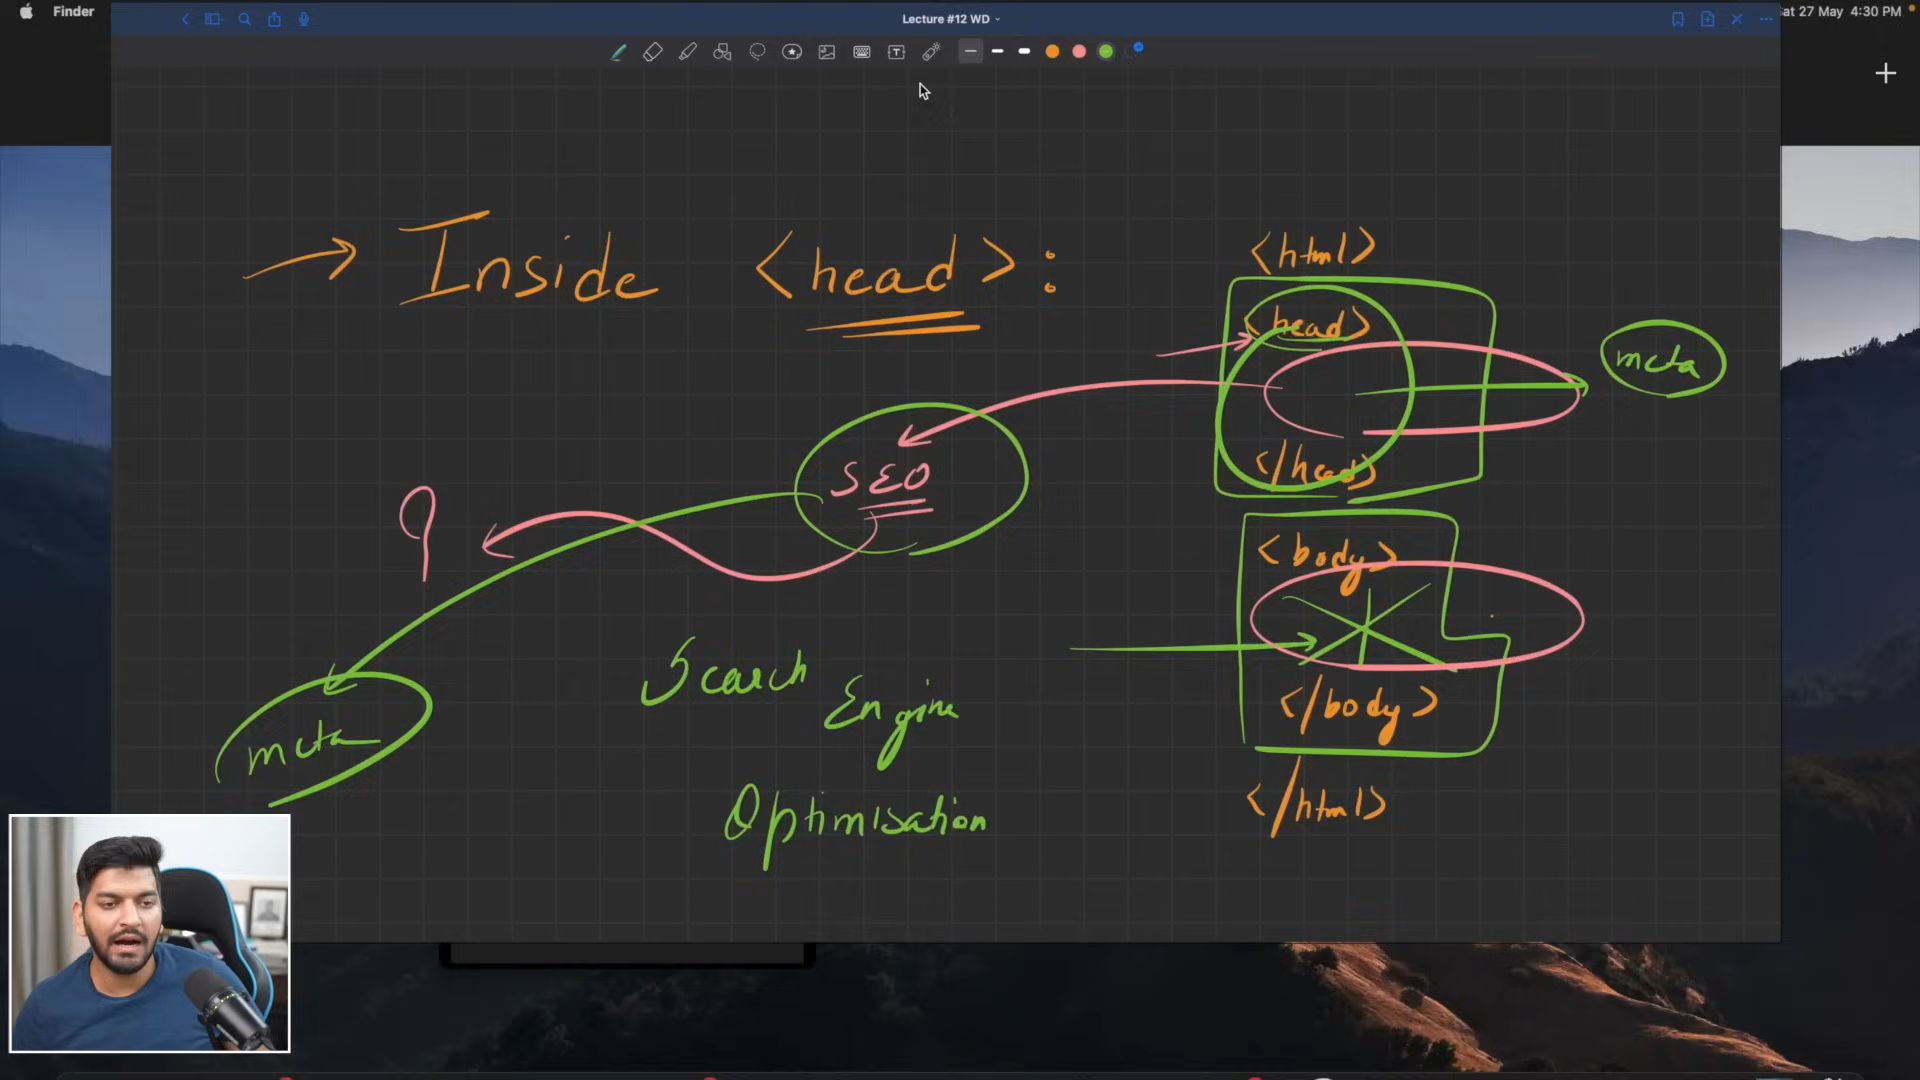 Finder
Lecture #12 WD
Sat 27 May 4:30 PM
→ Inside <head>:
<html>
<head>
meta
</head>
SEO
?
<body>
</body>
</html>
Search
Engine
Optimisation
meta